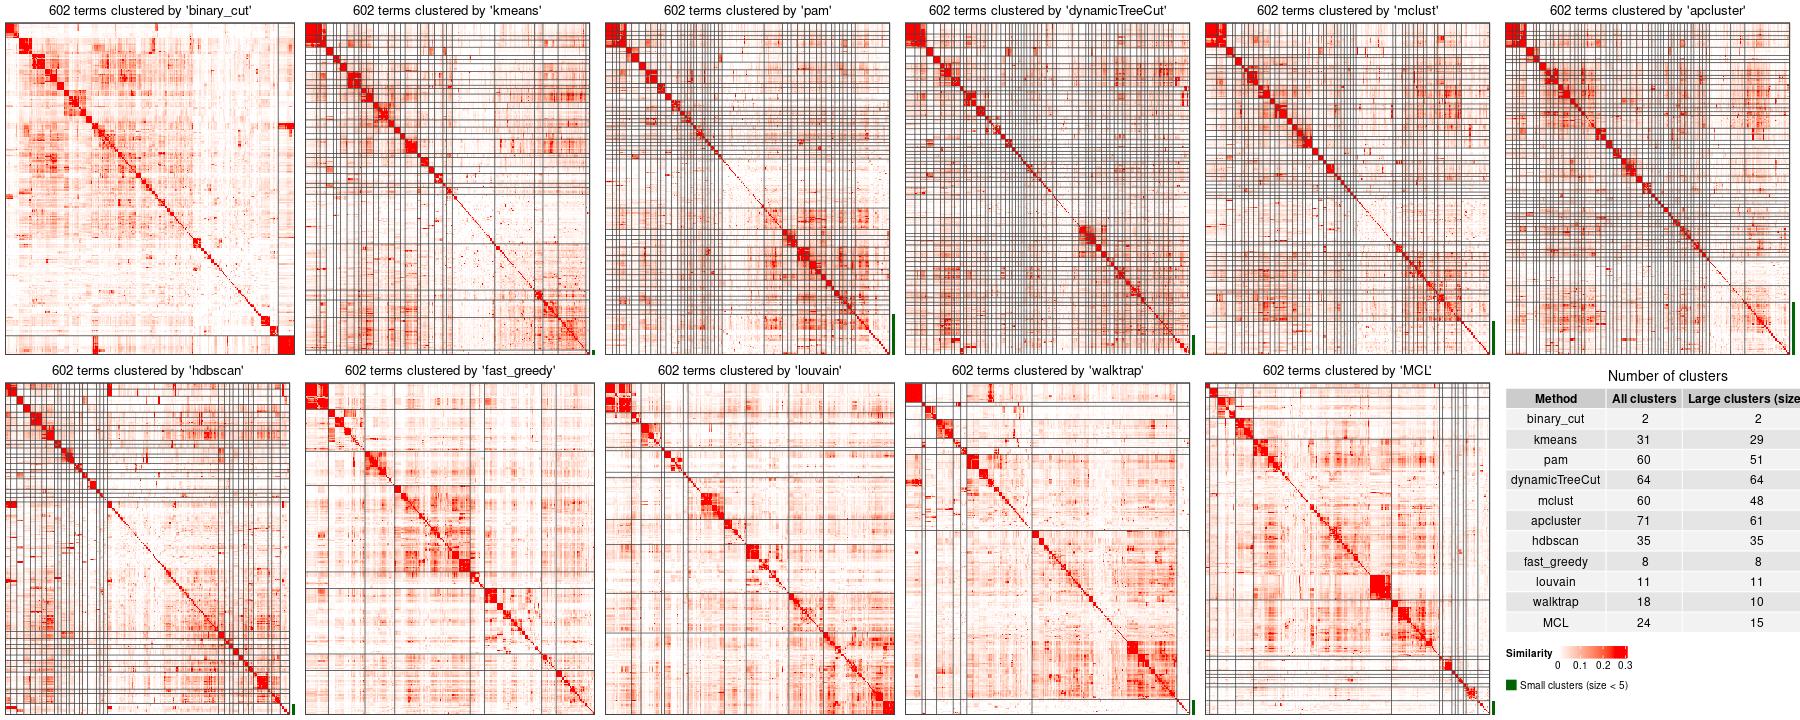 602 terms clustered by 'binary_cut'
602 terms clustered by 'kmeans'
602 terms clustered by 'pam'
602 terms clustered by 'dynamicTreeCut'
602 terms clustered by 'mclust'
602 terms clustered by 'apcluster'
602 terms clustered by 'hdbscan'
602 terms clustered by 'fast_greedy'
602 terms clustered by 'louvain'
602 terms clustered by 'walktrap'
602 terms clustered by 'MCL'
Number of clusters
Method All clusters Large clusters (size
binary_cut 2 2
kmeans 31 29
pam 60 51
dynamicTreeCut 64 64
mclust 60 48
apcluster 71 61
hdbscan 35 35
fast_greedy 8 8
louvain 11 11
walktrap 18 10
MCL 24 15
Similarity
0 0.1 0.2 0.3
Small clusters (size < 5)